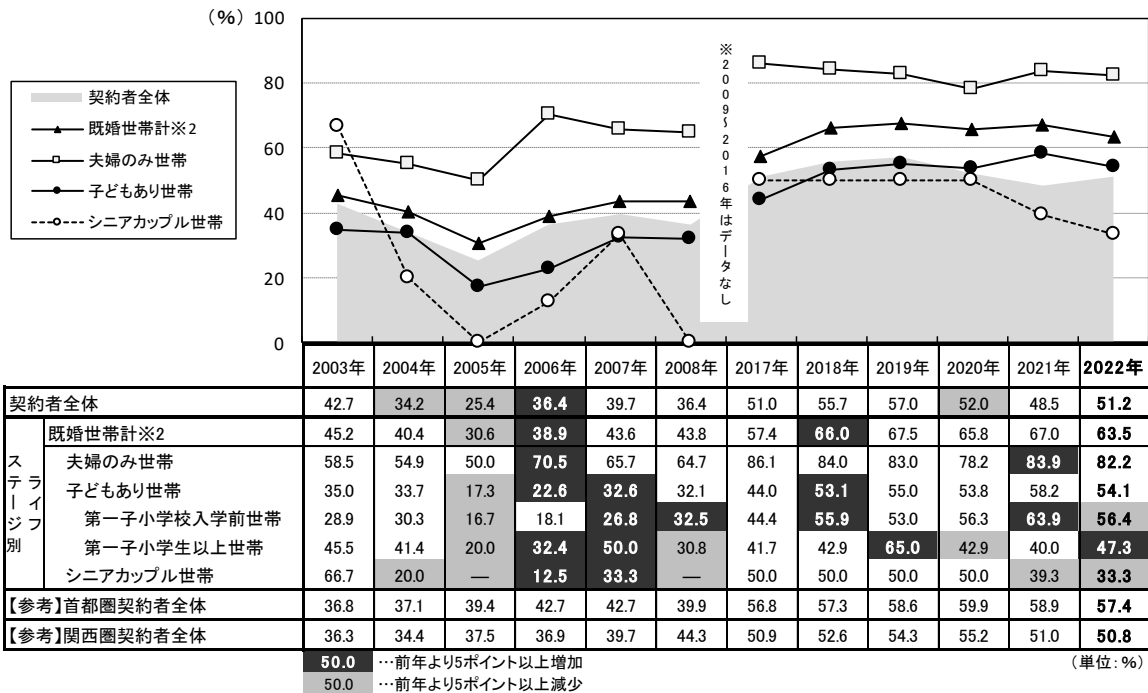 （%） 100
80
60
40
20
0
契約者全体
既婚世帯計※2
夫婦のみ世帯
子どもあり世帯
シニアカップル世帯
※2009～2016年はデータなし
2003年 2004年 2005年 2006年 2007年 2008年 2017年 2018年 2019年 2020年 2021年 2022年
契約者全体 42.7 34.2 25.4 36.4 39.7 36.4 51.0 55.7 57.0 52.0 48.5 51.2
ライフステージ別
既婚世帯計※2 45.2 40.4 30.6 38.9 43.6 43.8 57.4 66.0 67.5 65.8 67.0 63.5
夫婦のみ世帯 58.5 54.9 50.0 70.5 65.7 64.7 86.1 84.0 83.0 78.2 83.9 82.2
子どもあり世帯 35.0 33.7 17.3 22.6 32.6 32.1 44.0 53.1 55.0 53.8 58.2 54.1
第一子小学校入学前世帯 28.9 30.3 16.7 18.1 26.8 32.5 44.4 55.9 53.0 56.3 63.9 56.4
第一子小学生以上世帯 45.5 41.4 20.0 32.4 50.0 30.8 41.7 42.9 65.0 42.9 40.0 47.3
シニアカップル世帯 66.7 20.0 ― 12.5 33.3 ― 50.0 50.0 50.0 50.0 39.3 33.3
【参考】首都圏契約者全体 36.8 37.1 39.4 42.7 42.7 39.9 56.8 57.3 58.6 59.9 58.9 57.4
【参考】関西圏契約者全体 36.3 34.4 37.5 36.9 39.7 44.3 50.9 52.6 54.3 55.2 51.0 50.8
50.0 …前年より5ポイント以上増加 （単位：%）
50.0 …前年より5ポイント以上減少